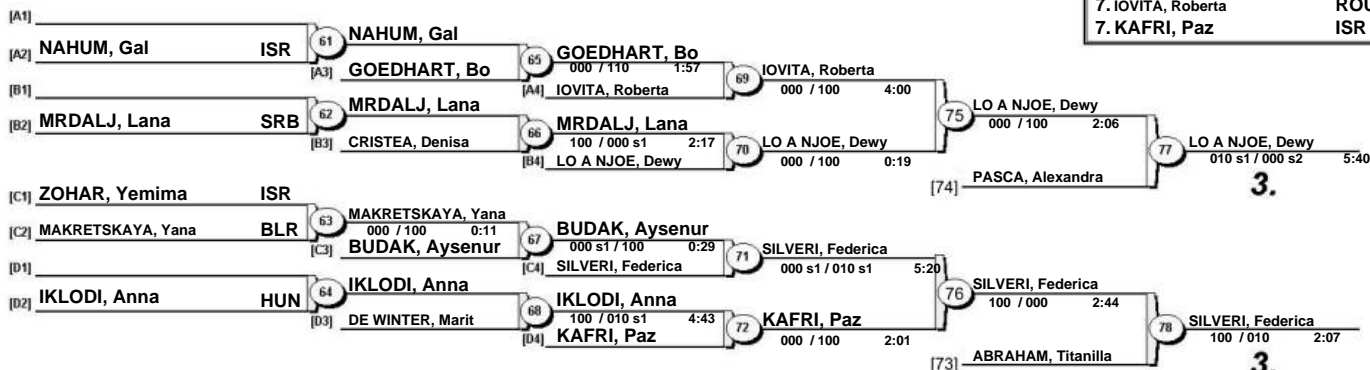 7. IOVITA, Roberta ROU
7. KAFRI, Paz ISR
[A1]
[A2] NAHUM, Gal ISR
61
NAHUM, Gal
[A3] GOEDHART, Bo
65
GOEDHART, Bo
000 / 110 1:57
[A4] IOVITA, Roberta
69
IOVITA, Roberta
000 / 100 4:00
[B1]
[B2] MRDALJ, Lana SRB
62
MRDALJ, Lana
[B3] CRISTEA, Denisa
66
MRDALJ, Lana
100 / 000 s1 2:17
[B4] LO A NJOE, Dewy
70
LO A NJOE, Dewy
000 / 100 0:19
75
LO A NJOE, Dewy
000 / 100 2:06
[74] PASCA, Alexandra
77
LO A NJOE, Dewy
010 s1 / 000 s2 5:40
3.
[C1] ZOHAR, Yemima ISR
[C2] MAKRETSKAYA, Yana BLR
63
MAKRETSKAYA, Yana
000 / 100 0:11
[C3] BUDAK, Aysenur
67
BUDAK, Aysenur
000 s1 / 100 0:29
[C4] SILVERI, Federica
71
SILVERI, Federica
000 s1 / 010 s1 5:20
[D1]
[D2] IKLODI, Anna HUN
64
IKLODI, Anna
[D3] DE WINTER, Marit
68
IKLODI, Anna
100 / 010 s1 4:43
[D4] KAFRI, Paz
72
KAFRI, Paz
000 / 100 2:01
76
SILVERI, Federica
100 / 000 2:44
[73] ABRAHAM, Titanilla
78
SILVERI, Federica
100 / 010 2:07
3.